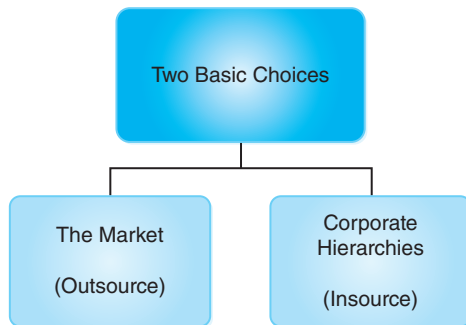 Two Basic Choices
The Market
(Outsource)
Corporate
Hierarchies
(Insource)